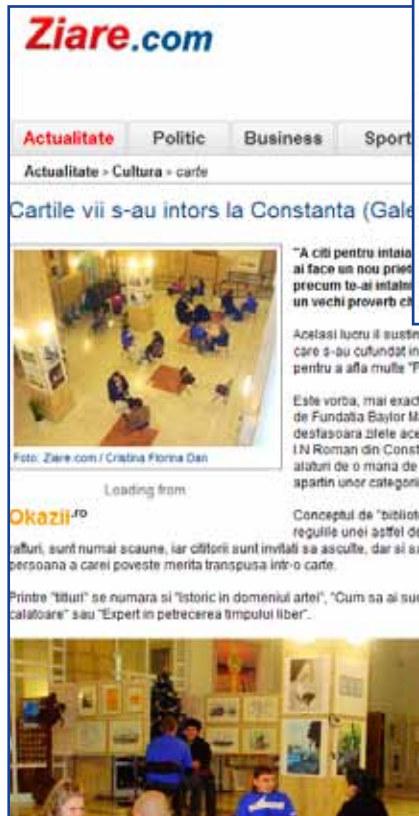 Ziare.com
Actualitate Politic Business Sport
Actualitate » Cultura » carte
Cartile vii s-au intors la Constanta (Gale
"A citi pentru intaia
ai face un nou priet
precum te-ai intalni
un vechi proverb ch
Acelasi lucru il sustin
care s-au cufundat in
pentru a afla multe "P
Este vorba, mai exact
de Fundatia Baylor Ma
desfasoara zilele ace
I.N Roman din Const
alaturi de o mana de
apartin unor categorii
Foto: Ziare.com / Cristina Florina Dan
Loading from
Okazii.ro
Conceptul de "bibliot
regulile unei astfel de
rafturi, sunt numai scaune, iar cititorii sunt invitati sa asculte, dar si sa
persoana a carei poveste merita transpusa intr-o carte.
Printre "titluri" se numara si "Istoric in domeniul artei", "Cum sa ai suc
calatoare" sau "Expert in petrecerea timpului liber".